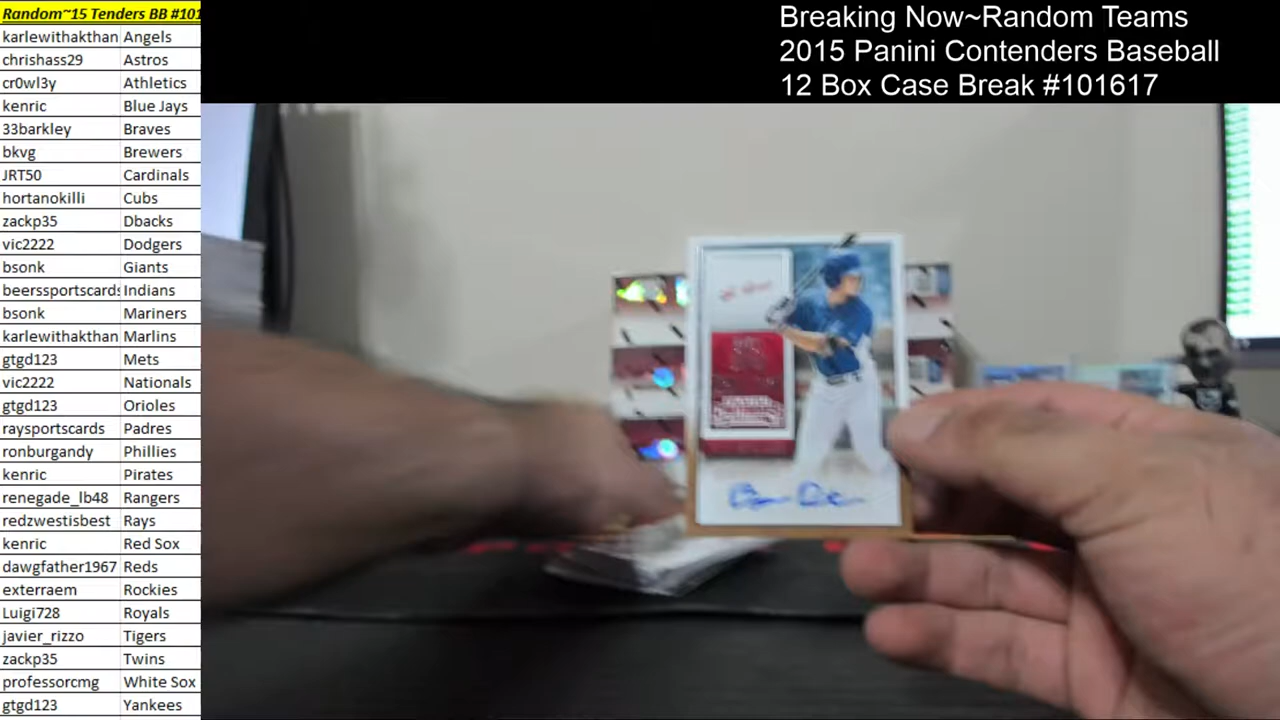 Random~15 Tenders BB #101
karlewithakthan Angels
chrishass29 Astros
cr0wl3y Athletics
kenric Blue Jays
33barkley Braves
bkvg Brewers
JRT50 Cardinals
hortanokilli Cubs
zackp35 Dbacks
vic2222 Dodgers
bsonk Giants
beerssportscards Indians
bsonk Mariners
karlewithakthan Marlins
gtgd123 Mets
vic2222 Nationals
gtgd123 Orioles
raysportscards Padres
ronburgandy Phillies
kenric Pirates
renegade_lb48 Rangers
redzwestisbest Rays
kenric Red Sox
dawgfather1967 Reds
exterraem Rockies
Luigi728 Royals
javier_rizzo Tigers
zackp35 Twins
professorcmg White Sox
gtgd123 Yankees
Breaking Now~Random Teams
2015 Panini Contenders Baseball
12 Box Case Break #101617